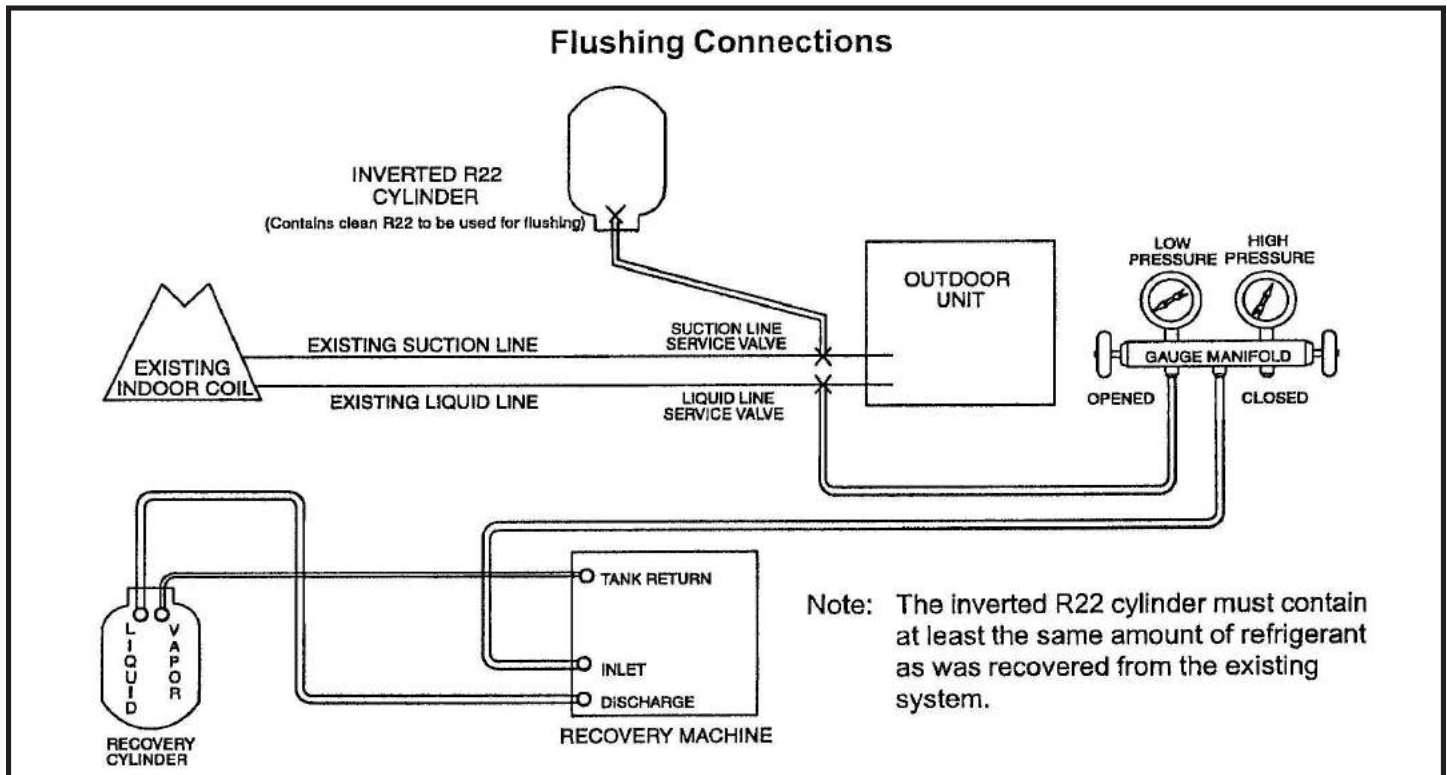 Flushing Connections
INVERTED R22
CYLINDER
(Contains clean R22 to be used for flushing)
OUTDOOR
UNIT
LOW
PRESSURE
HIGH
PRESSURE
GAUGE MANIFOLD
OPENED
CLOSED
EXISTING SUCTION LINE
SUCTION LINE
SERVICE VALVE
EXISTING
INDOOR COIL
EXISTING LIQUID LINE
LIQUID LINE
SERVICE VALVE
TANK RETURN
INLET
DISCHARGE
RECOVERY MACHINE
LIQUID
VAPOR
RECOVERY
CYLINDER
Note: The inverted R22 cylinder must contain
at least the same amount of refrigerant
as was recovered from the existing
system.